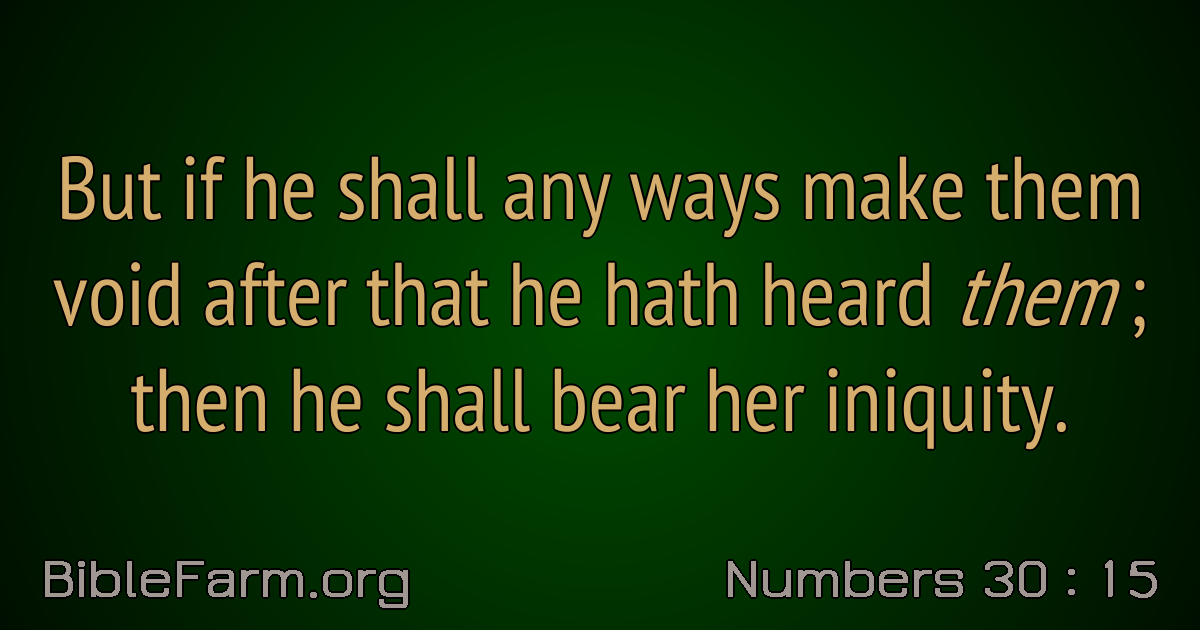 But if he shall any ways make them
void after that he hath heard them;
then he shall bear her iniquity.
BibleFarm.org
Numbers 30 : 15